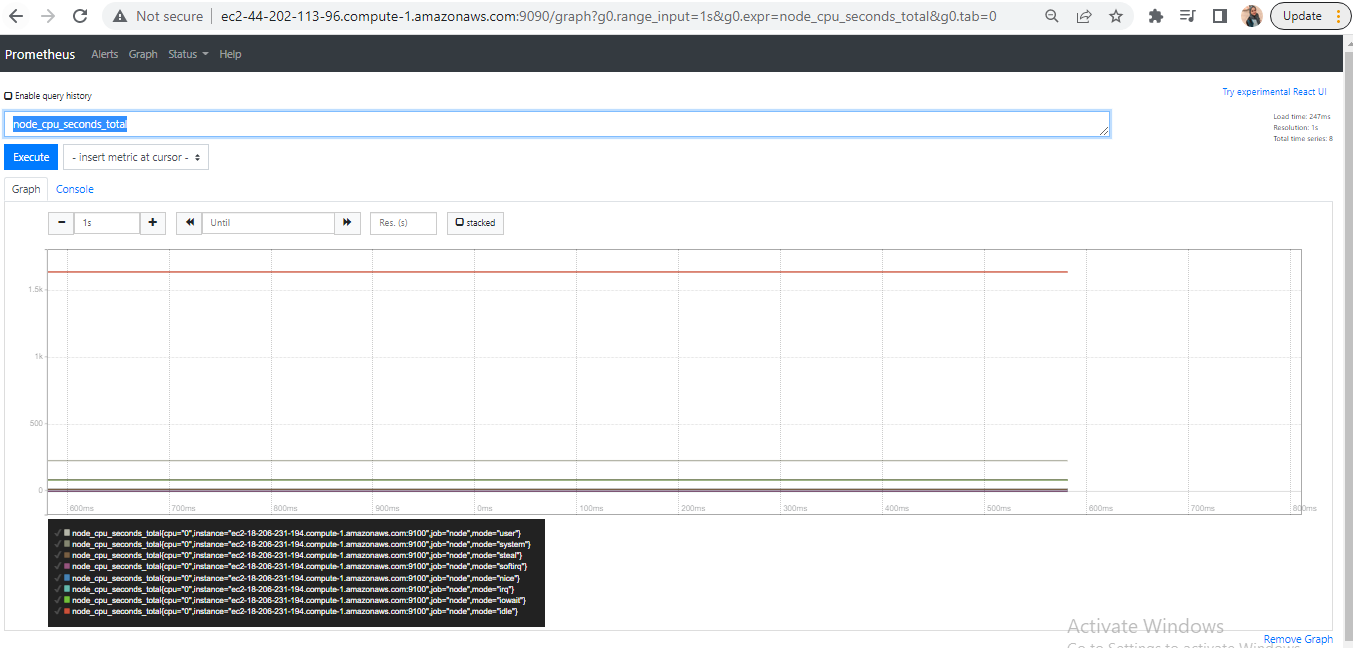 Not secure ec2-44-202-113-96.compute-1.amazonaws.com:9090/graph?g0.range_input=1s&g0.expr=node_cpu_seconds_total&g0.tab=0 Update
Prometheus Alerts Graph Status Help
Enable query history Try experimental React UI
node_cpu_seconds_total
Load time: 247ms
Resolution: 1s
Total time series: 8
Execute - insert metric at cursor -
Graph Console
1s Until Res. (s) stacked
1.5k
1k
500
0
600ms 700ms 800ms 900ms 0ms 100ms 200ms 300ms 400ms 500ms 600ms 700ms 800ms
node_cpu_seconds_total{cpu="0",instance="ec2-18-206-231-194.compute-1.amazonaws.com:9100",job="node",mode="user"}
node_cpu_seconds_total{cpu="0",instance="ec2-18-206-231-194.compute-1.amazonaws.com:9100",job="node",mode="system"}
node_cpu_seconds_total{cpu="0",instance="ec2-18-206-231-194.compute-1.amazonaws.com:9100",job="node",mode="steal"}
node_cpu_seconds_total{cpu="0",instance="ec2-18-206-231-194.compute-1.amazonaws.com:9100",job="node",mode="softirq"}
node_cpu_seconds_total{cpu="0",instance="ec2-18-206-231-194.compute-1.amazonaws.com:9100",job="node",mode="nice"}
node_cpu_seconds_total{cpu="0",instance="ec2-18-206-231-194.compute-1.amazonaws.com:9100",job="node",mode="irq"}
node_cpu_seconds_total{cpu="0",instance="ec2-18-206-231-194.compute-1.amazonaws.com:9100",job="node",mode="iowait"}
node_cpu_seconds_total{cpu="0",instance="ec2-18-206-231-194.compute-1.amazonaws.com:9100",job="node",mode="idle"}
Activate Windows
Remove Graph
Go to Settings to activate Windows.